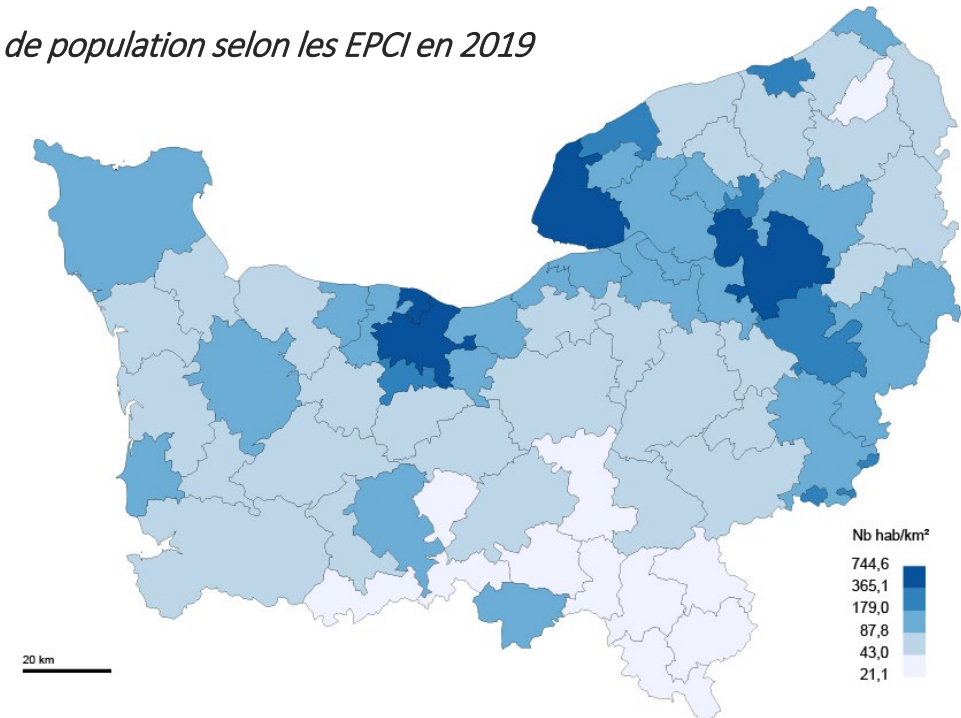 de population selon les EPCI en 2019
Nb hab/km²
744,6
365,1
179,0
87,8
43,0
21,1
20 km